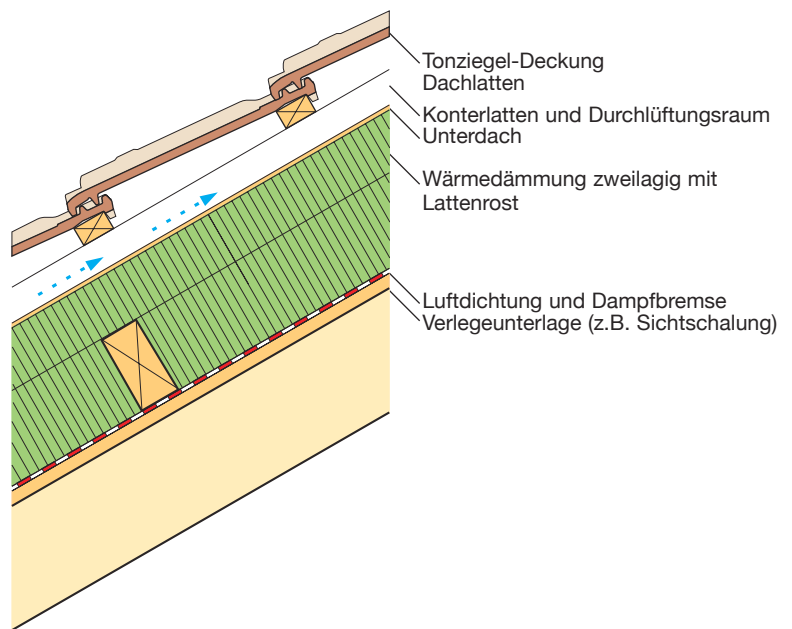 Tonziegel-Deckung
Dachlatten
Konterlatten und Durchlüftungsraum
Unterdach
Wärmedämmung zweilagig mit
Lattenrost
Luftdichtung und Dampfbremse
Verlegeunterlage (z.B. Sichtschalung)